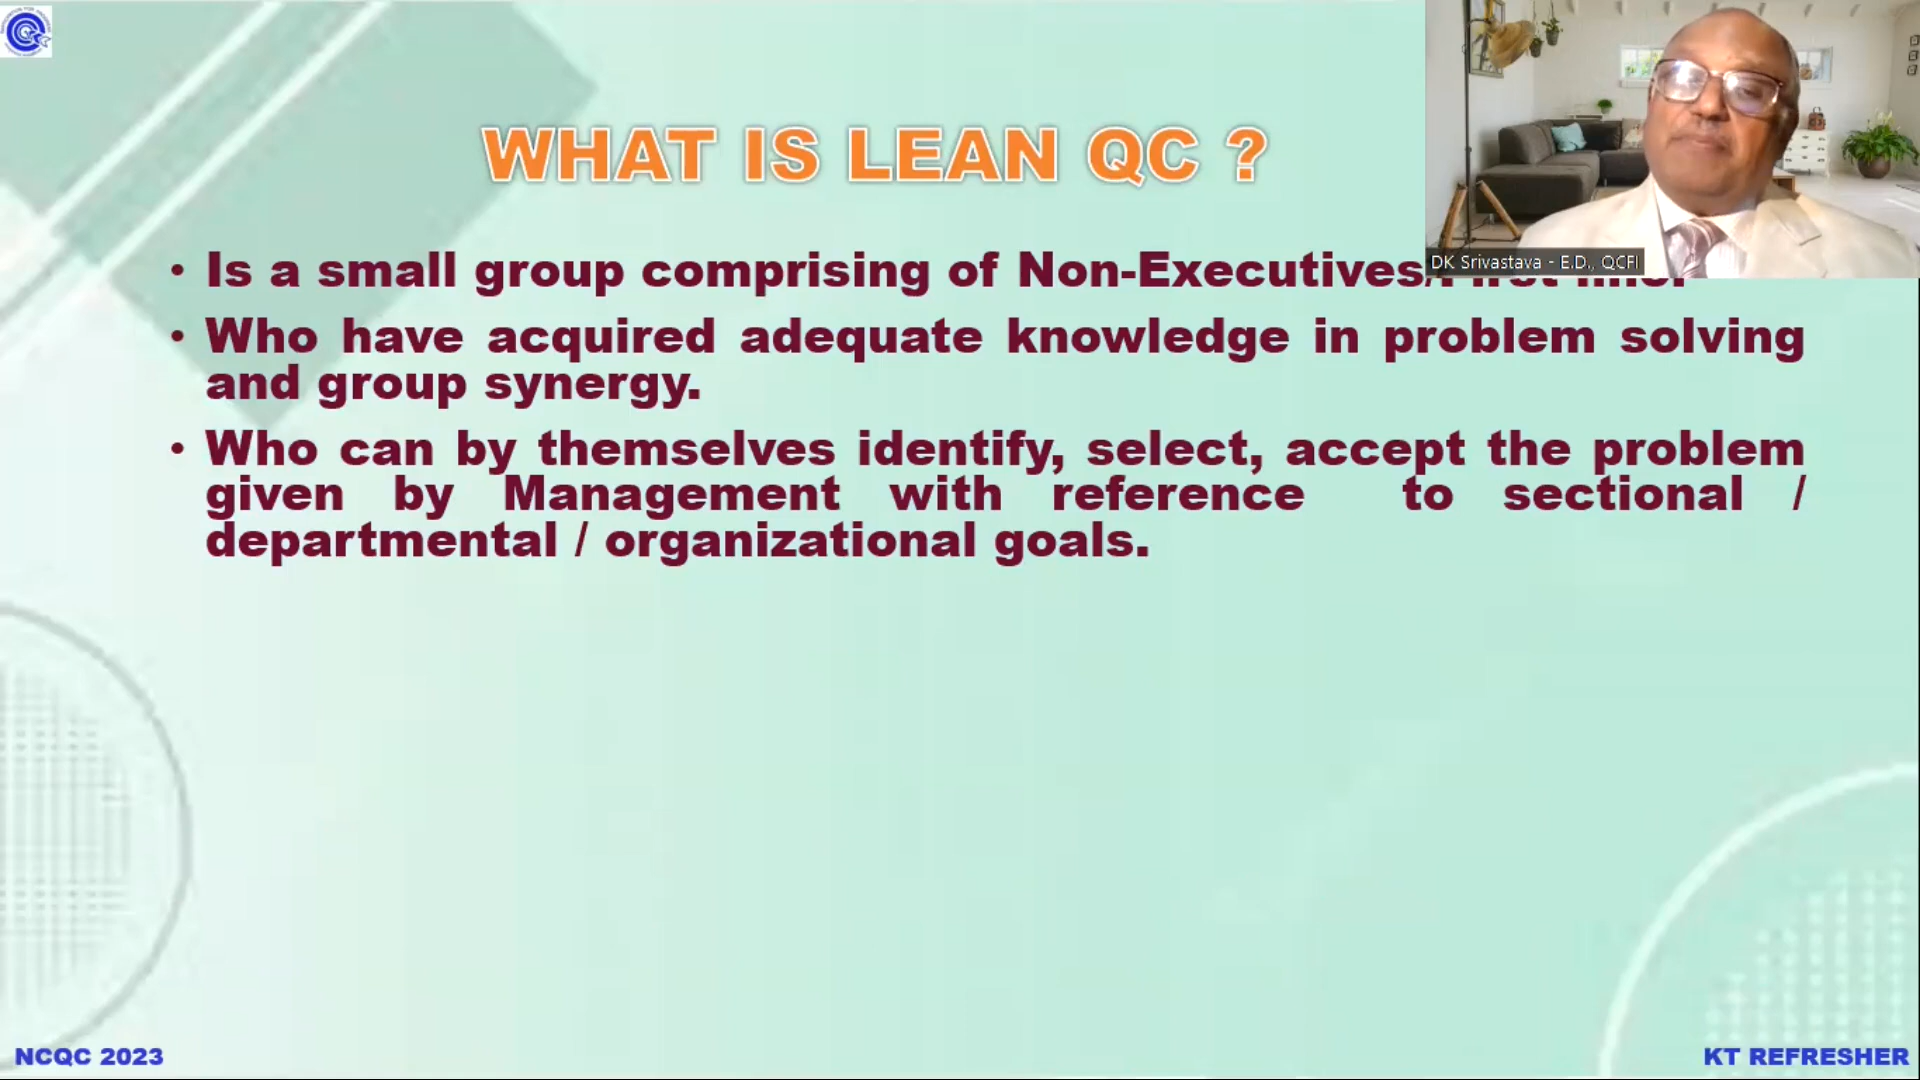 WHAT IS LEAN QC ?
DK Srivastava - E.D., QCFI
• Is a small group comprising of Non-Executives
• Who have acquired adequate knowledge in problem solving
and group synergy.
• Who can by themselves identify, select, accept the problem
given by Management with reference to sectional /
departmental / organizational goals.
NCQC 2023
KT REFRESHER